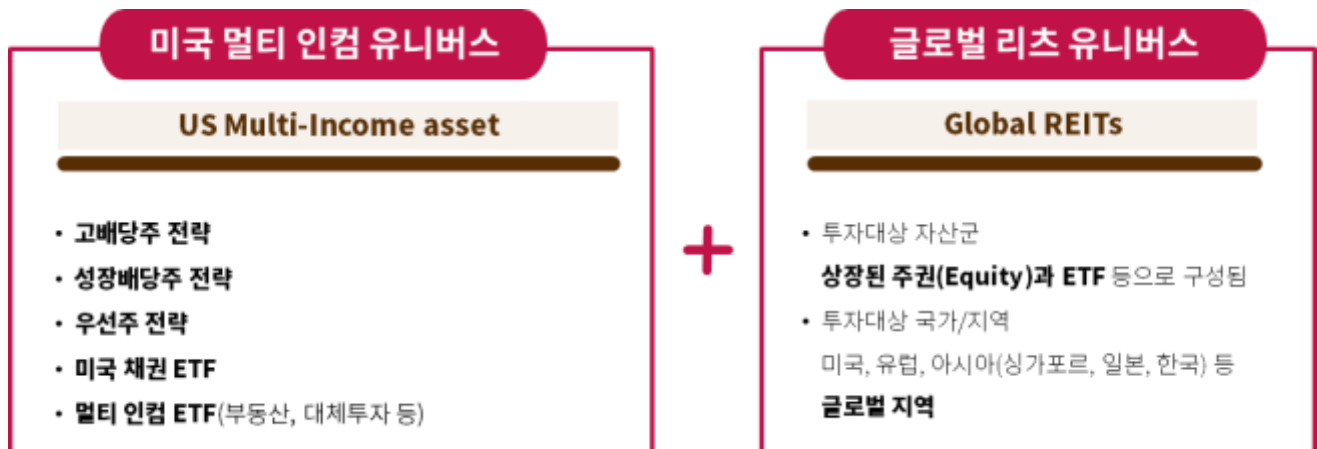 미국 멀티 인컴 유니버스
US Multi-Income asset
• 고배당주 전략
• 성장배당주 전략
• 우선주 전략
• 미국 채권 ETF
• 멀티 인컴 ETF(부동산, 대체투자 등)
+
글로벌 리츠 유니버스
Global REITs
• 투자대상 자산군
상장된 주권(Equity)과 ETF 등으로 구성됨
• 투자대상 국가/지역
미국, 유럽, 아시아(싱가포르, 일본, 한국) 등
글로벌 지역